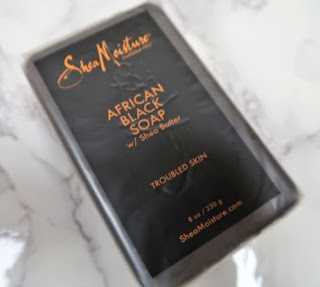 SheaMoisture
AFRICAN
BLACK
SOAP
w/ Shea Butter
TROUBLED SKIN
8 oz / 230 g
SheaMoisture.com